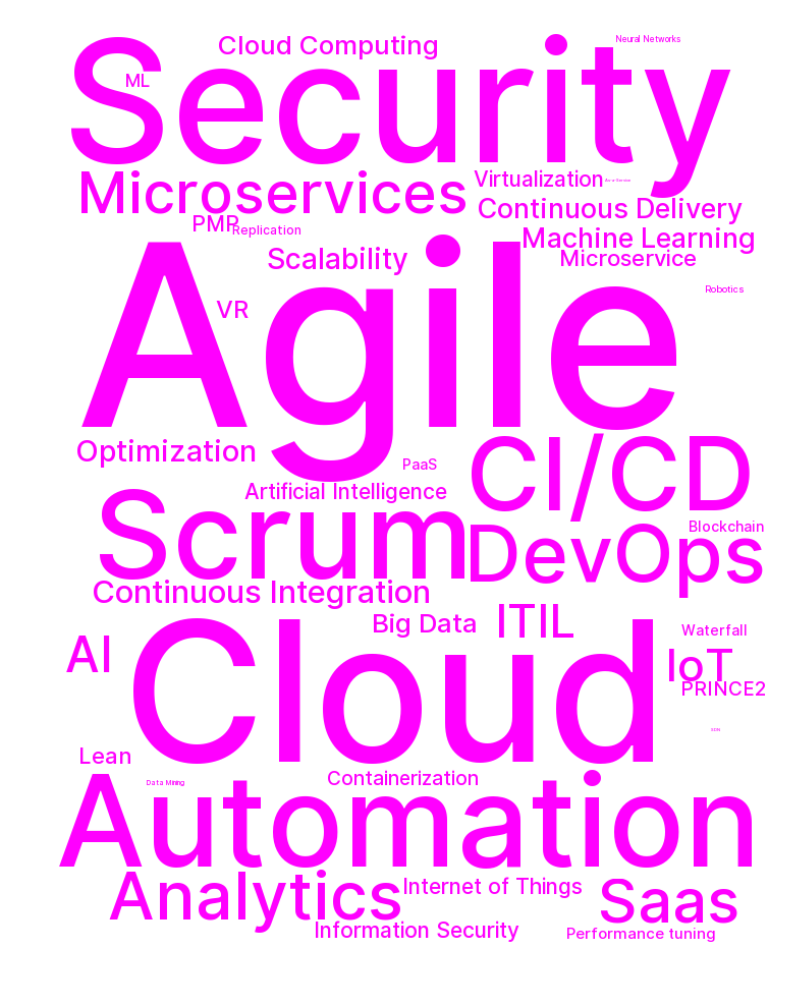 Cloud Computing
Neural Networks
Security
ML
Microservices
Virtualization
Continuous Delivery
PMP
Replication
Machine Learning
Scalability
Microservice
Agile
Robotics
VR
Optimization
PaaS
CI/CD
Artificial Intelligence
Scrum
DevOps
Blockchain
Continuous Integration
Big Data
ITIL
Waterfall
AI
Cloud
IoT
PRINCE2
Lean
Data Mining
Containerization
Automation
Analytics
Internet of Things
Saas
Information Security
Performance tuning